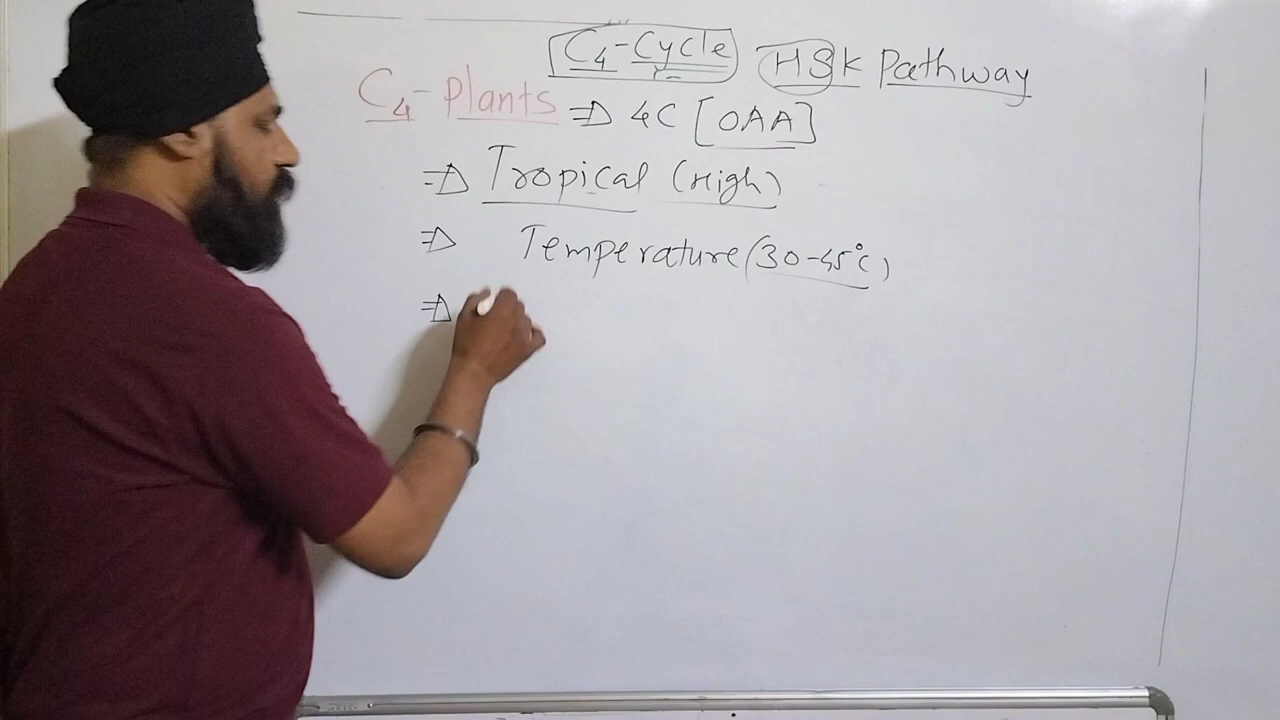 C4-Cycle HSK Pathway
C4-Plants ⇒ 4C [OAA]
⇒ Tropical (High)
⇒ Temperature (30-45°c)
⇒